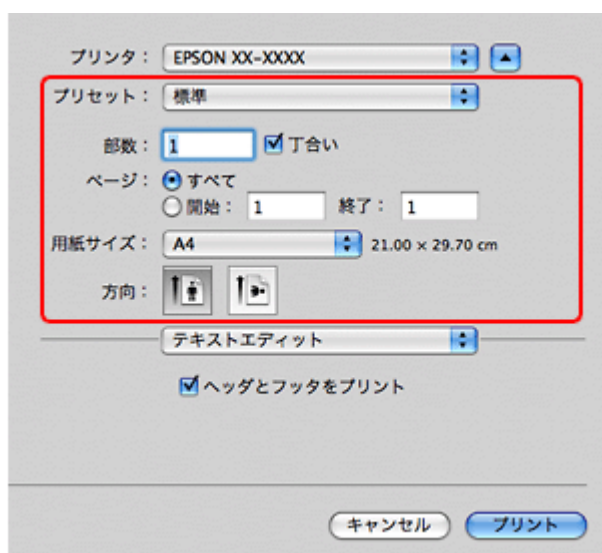 プリンタ： EPSON XX-XXXX
プリセット： 標準
部数： 1 丁合い
ページ： すべて
開始： 1 終了： 1
用紙サイズ： A4 21.00 × 29.70 cm
方向：
テキストエディット
ヘッダとフッタをプリント
キャンセル プリント